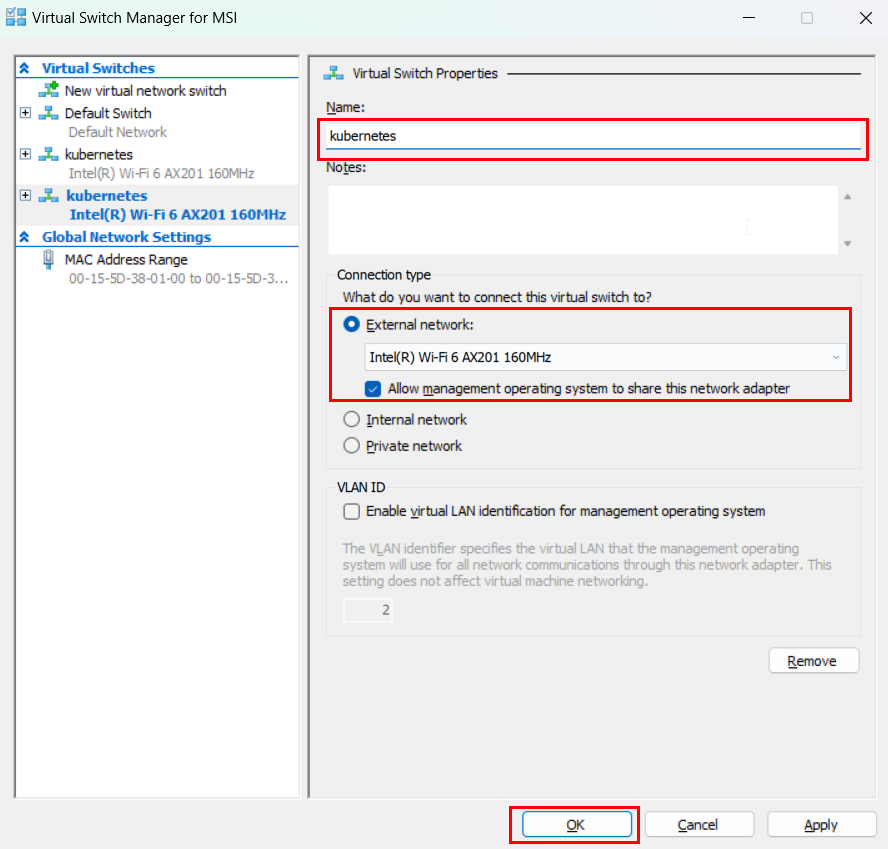 Virtual Switch Manager for MSI
Virtual Switches
New virtual network switch
Default Switch
Default Network
kubernetes
Intel(R) Wi-Fi 6 AX201 160MHz
kubernetes
Intel(R) Wi-Fi 6 AX201 160MHz
Global Network Settings
MAC Address Range
00-15-5D-38-01-00 to 00-15-5D-3...
Virtual Switch Properties
Name:
kubernetes
Notes:
Connection type
What do you want to connect this virtual switch to?
External network:
Intel(R) Wi-Fi 6 AX201 160MHz
Allow management operating system to share this network adapter
Internal network
Private network
VLAN ID
Enable virtual LAN identification for management operating system
The VLAN identifier specifies the virtual LAN that the management operating
system will use for all network communications through this network adapter. This
setting does not affect virtual machine networking.
2
Remove
OK
Cancel
Apply